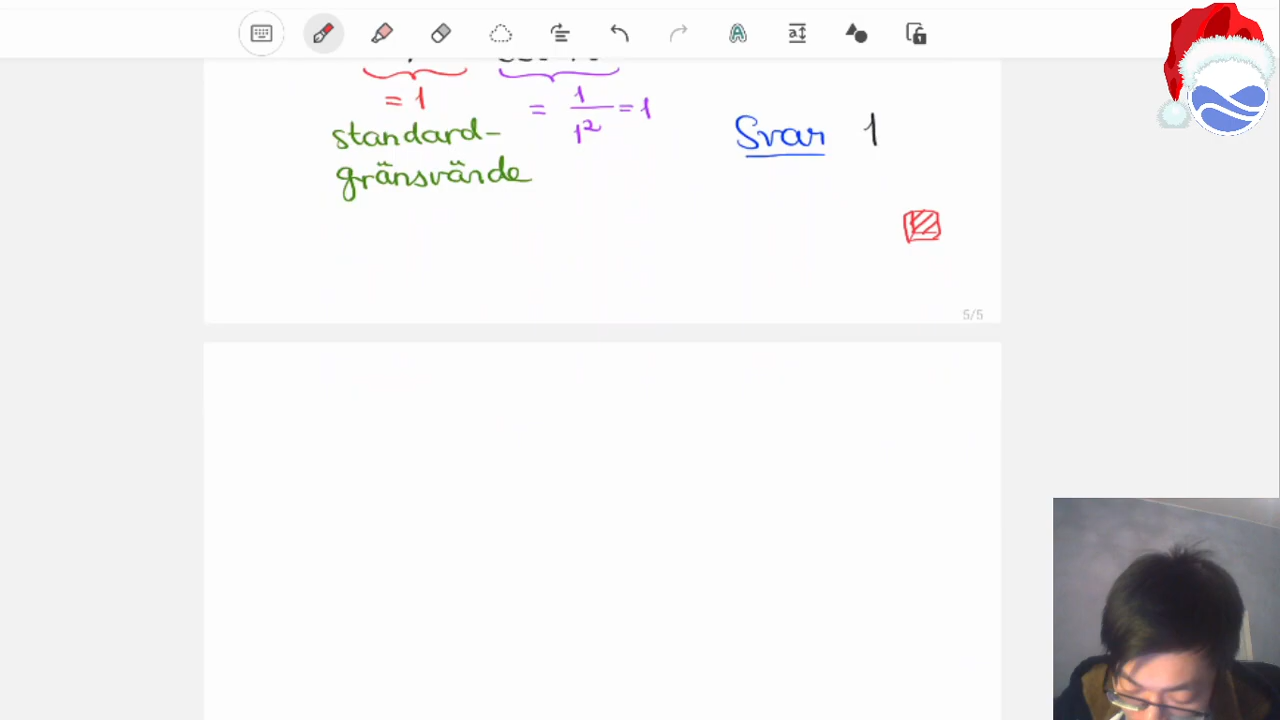 = 1
= 1/1² = 1
standard-
gränsvärde
Svar 1
5/5